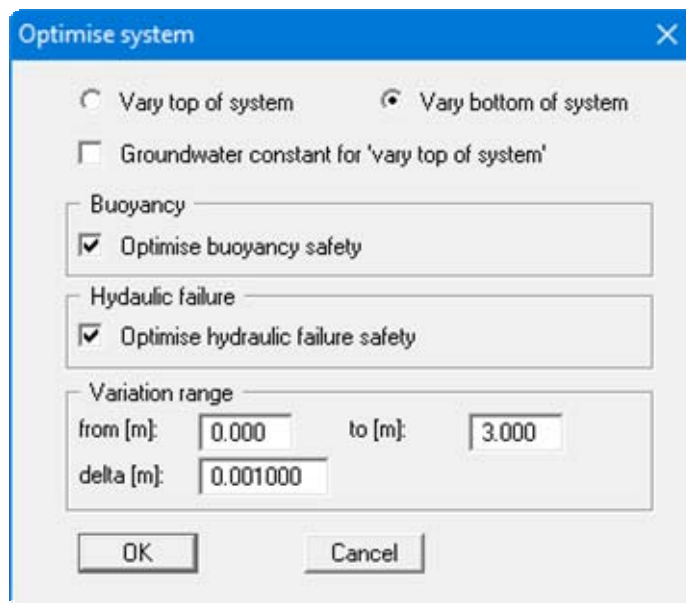 Optimise system
Vary top of system Vary bottom of system
Groundwater constant for 'vary top of system'
Buoyancy
Optimise buoyancy safety
Hydaulic failure
Optimise hydraulic failure safety
Variation range
from [m]: 0.000 to [m]: 3.000
delta [m]: 0.001000
OK Cancel